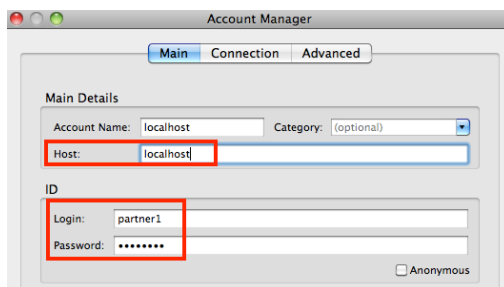 Account Manager
Main Connection Advanced
Main Details
Account Name: localhost Category: (optional)
Host: localhost
ID
Login: partner1
Password: ••••••••
Anonymous